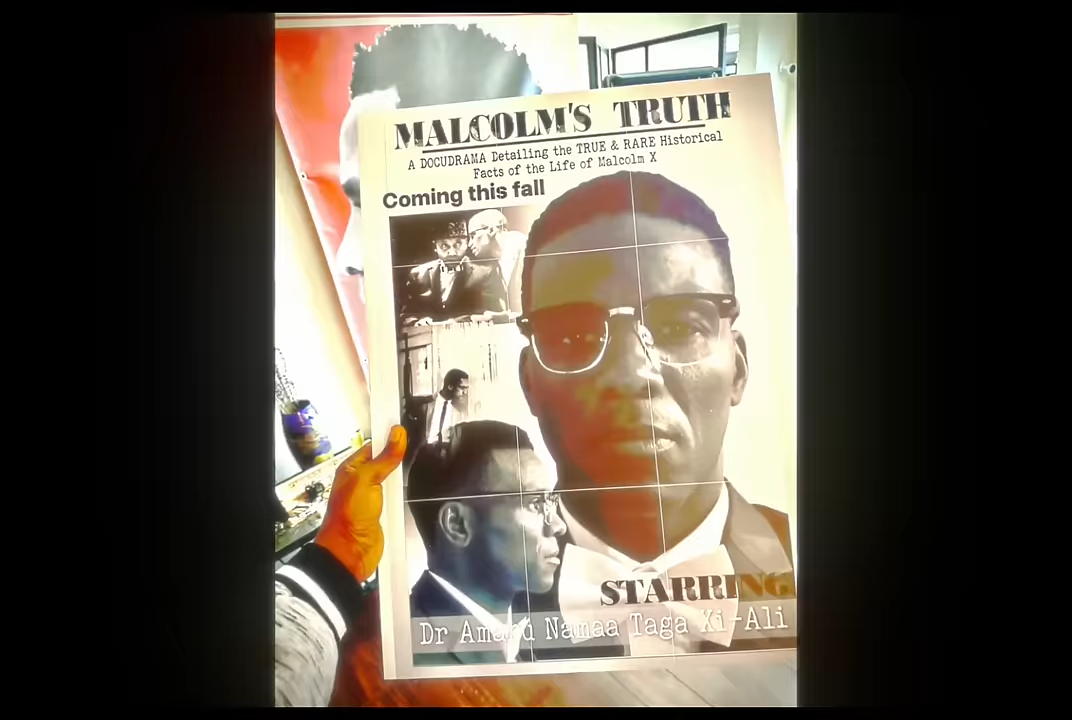 MALCOLM'S TRUTH
A DOCUDRAMA Detailing the TRUE & RARE Historical
Facts of the Life of Malcolm X
Coming this fall
STARRING
Dr Namaa Taga Xi-Ali